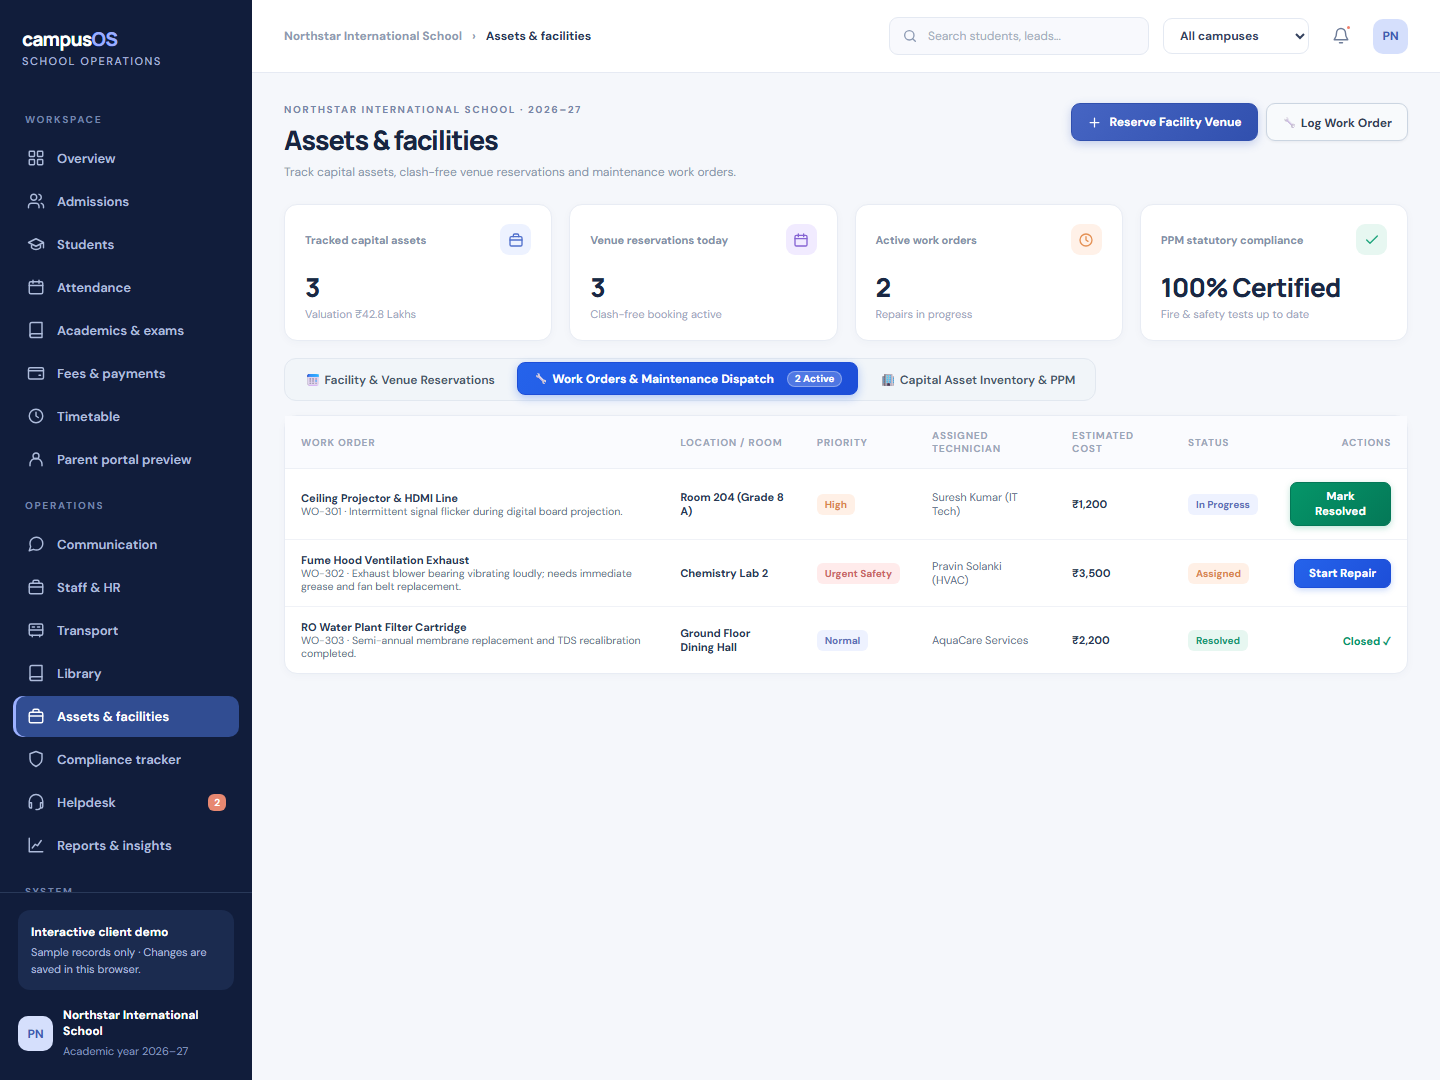 campusOS
SCHOOL OPERATIONS
WORKSPACE
Overview
Admissions
Students
Attendance
Academics & exams
Fees & payments
Timetable
Parent portal preview
OPERATIONS
Communication
Staff & HR
Transport
Library
Assets & facilities
Compliance tracker
Helpdesk 2
Reports & insights
SYSTEM
Interactive client demo
Sample records only · Changes are
saved in this browser.
PN
Northstar International
School
Academic year 2026–27
Northstar International School › Assets & facilities
Search students, leads...
All campuses
PN
NORTHSTAR INTERNATIONAL SCHOOL · 2026–27
Assets & facilities
Track capital assets, clash-free venue reservations and maintenance work orders.
Reserve Facility Venue
Log Work Order
Tracked capital assets
3
Valuation ₹42.8 Lakhs
Venue reservations today
3
Clash-free booking active
Active work orders
2
Repairs in progress
PPM statutory compliance
100% Certified
Fire & safety tests up to date
Facility & Venue Reservations
Work Orders & Maintenance Dispatch 2 Active
Capital Asset Inventory & PPM
WORK ORDER
LOCATION / ROOM
PRIORITY
ASSIGNED
TECHNICIAN
ESTIMATED
COST
STATUS
ACTIONS
Ceiling Projector & HDMI Line
WO-301 · Intermittent signal flicker during digital board projection.
Room 204 (Grade 8
A)
High
Suresh Kumar (IT
Tech)
₹1,200
In Progress
Mark
Resolved
Fume Hood Ventilation Exhaust
WO-302 · Exhaust blower bearing vibrating loudly; needs immediate
grease and fan belt replacement.
Chemistry Lab 2
Urgent Safety
Pravin Solanki
(HVAC)
₹3,500
Assigned
Start Repair
RO Water Plant Filter Cartridge
WO-303 · Semi-annual membrane replacement and TDS recalibration
completed.
Ground Floor
Dining Hall
Normal
AquaCare Services
₹2,200
Resolved
Closed ✓